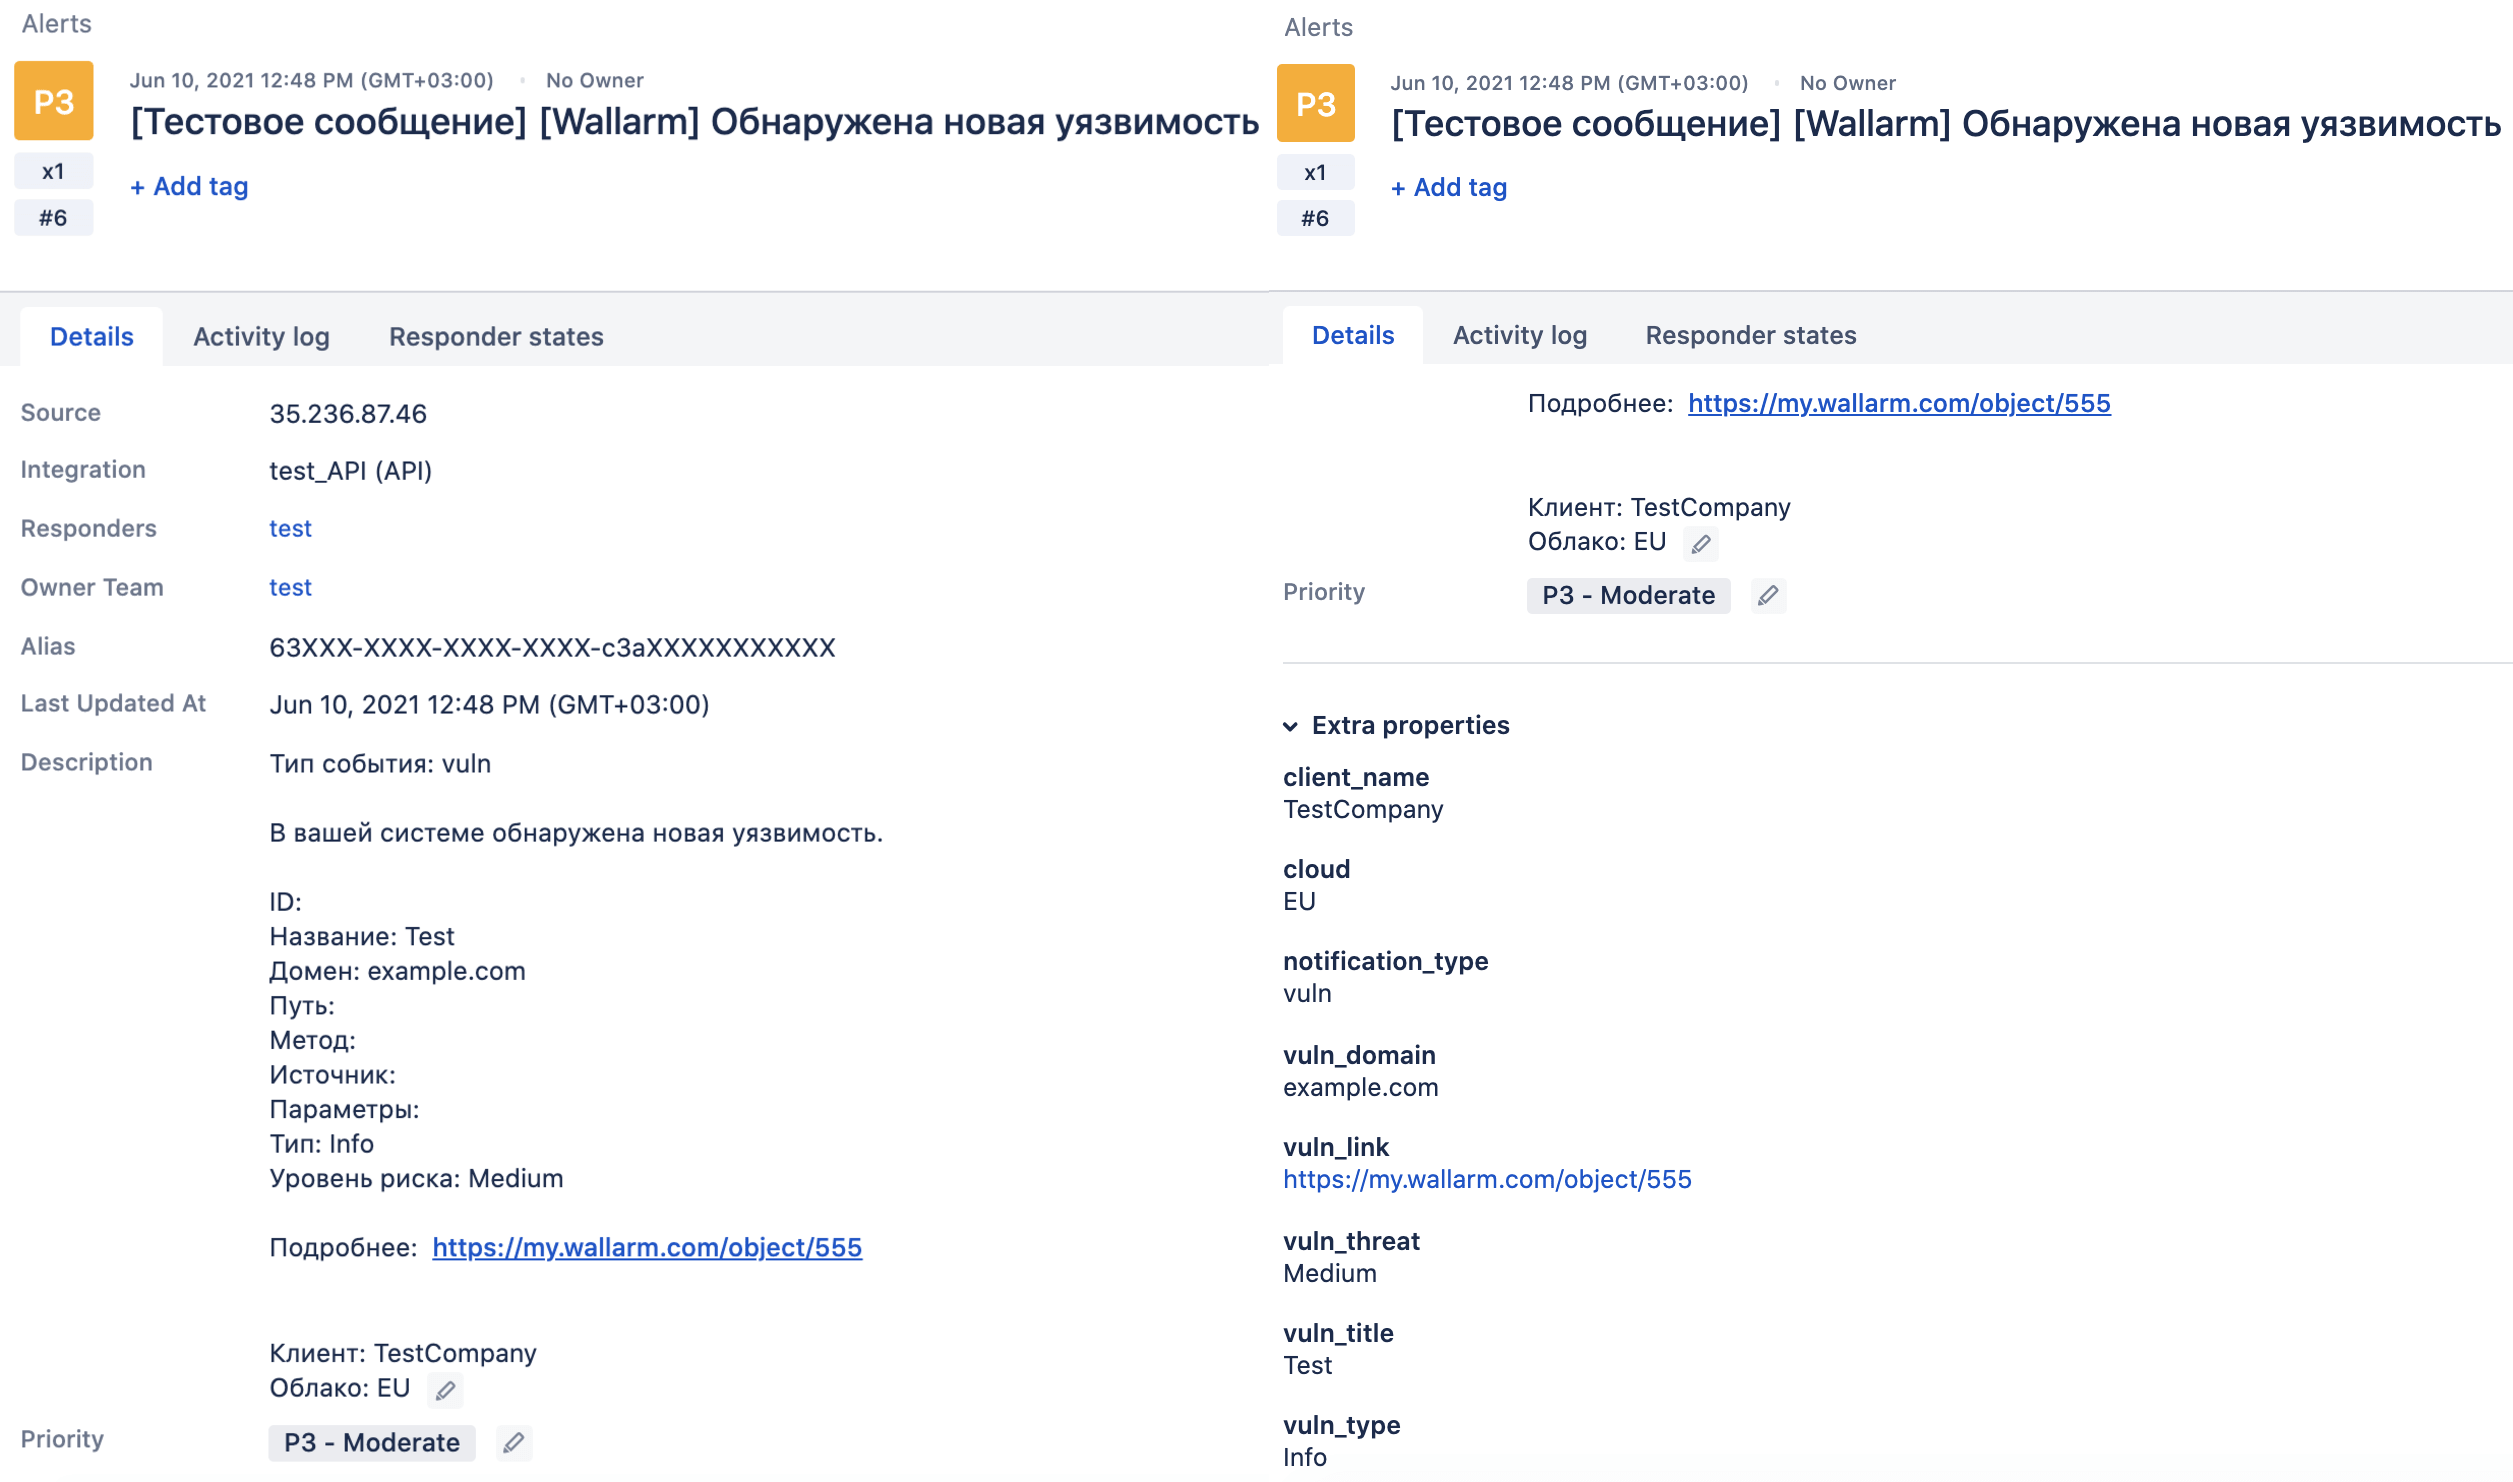 Alerts
P3
Jun 10, 2021 12:48 PM (GMT+03:00) • No Owner
[Тестовое сообщение] [Wallarm] Обнаружена новая уязвимость
x1
+ Add tag
#6
Details Activity log Responder states
Source 35.236.87.46
Integration test_API (API)
Responders test
Owner Team test
Alias 63XXX-XXXX-XXXX-XXXX-c3aXXXXXXXXXXX
Last Updated At Jun 10, 2021 12:48 PM (GMT+03:00)
Description Тип события: vuln
В вашей системе обнаружена новая уязвимость.
ID:
Название: Test
Домен: example.com
Путь:
Метод:
Источник:
Параметры:
Тип: Info
Уровень риска: Medium
Подробнее: https://my.wallarm.com/object/555
Клиент: TestCompany
Облако: EU
Priority P3 - Moderate
Alerts
P3
Jun 10, 2021 12:48 PM (GMT+03:00) • No Owner
[Тестовое сообщение] [Wallarm] Обнаружена новая уязвимость
x1
+ Add tag
#6
Details Activity log Responder states
Подробнее: https://my.wallarm.com/object/555
Клиент: TestCompany
Облако: EU
Priority P3 - Moderate
Extra properties
client_name
TestCompany
cloud
EU
notification_type
vuln
vuln_domain
example.com
vuln_link
https://my.wallarm.com/object/555
vuln_threat
Medium
vuln_title
Test
vuln_type
Info